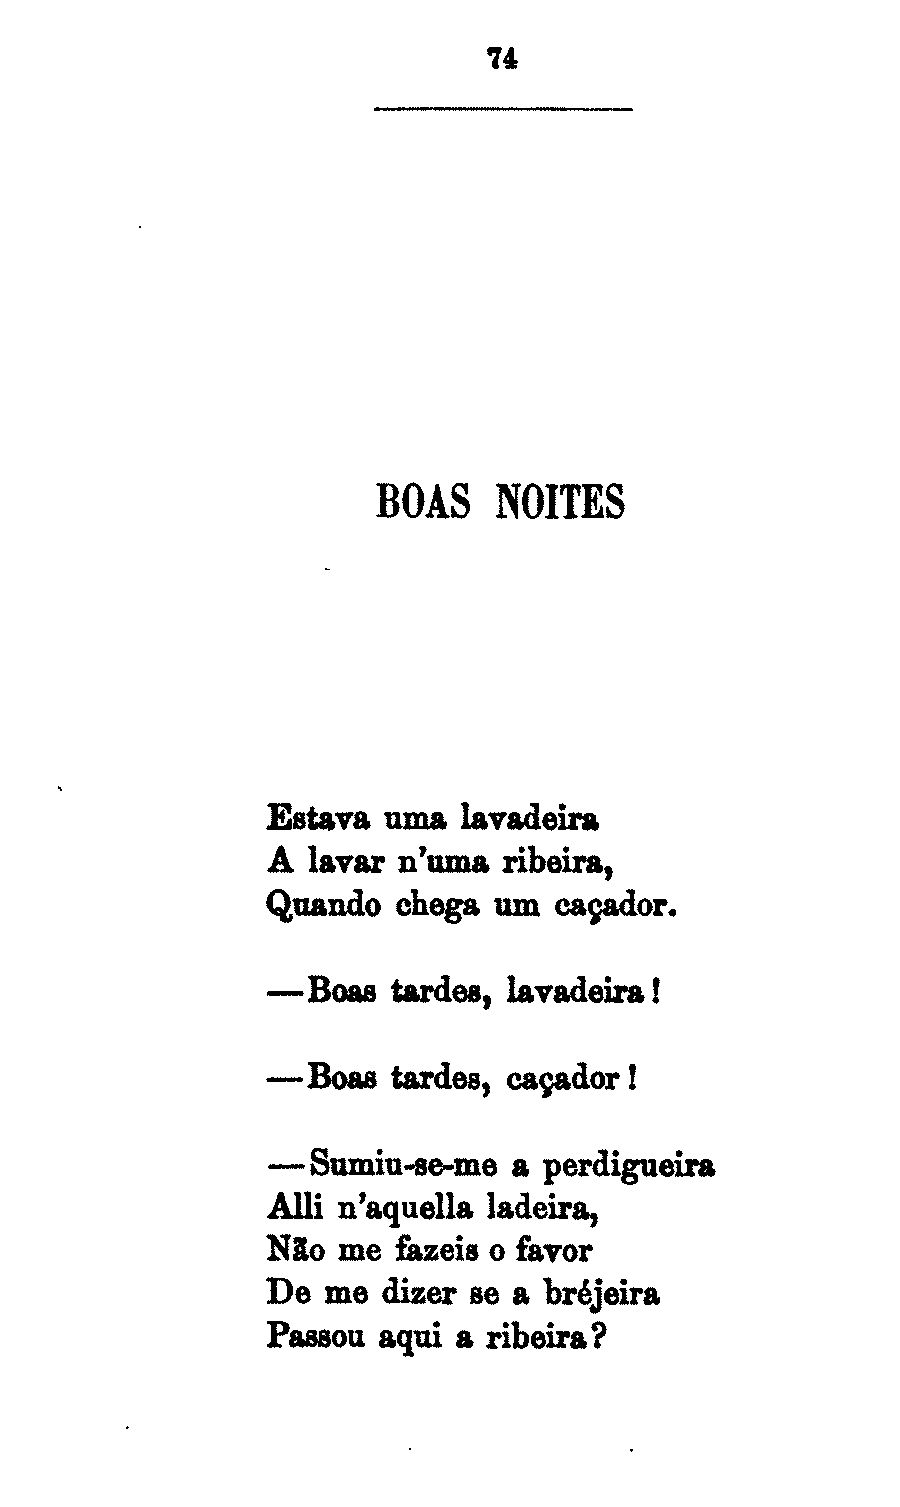 74
BOAS NOITES
Estava uma lavadeira
A lavar n'uma ribeira,
Quando chega um caçador.
—Boas tardes, lavadeira!
—Boas tardes, caçador!
—Sumiu-se-me a perdigueira
Alli n'aquella ladeira,
Não me fazeis o favor
De me dizer se a bréjeira
Passou aqui a ribeira?